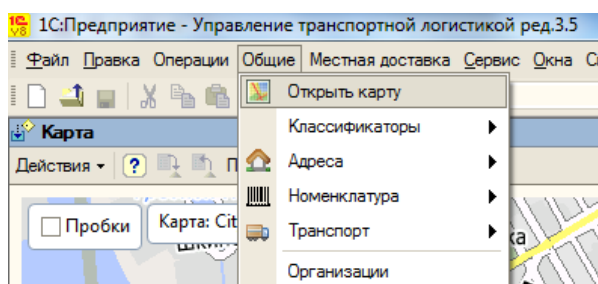 1С:Предприятие - Управление транспортной логистикой ред.3.5
Файл Правка Операции Общие Местная доставка Сервис Окна
Открыть карту
Карта
Классификаторы
Действия
Адреса
Номенклатура
Пробки Карта: Cit
Транспорт
Организации